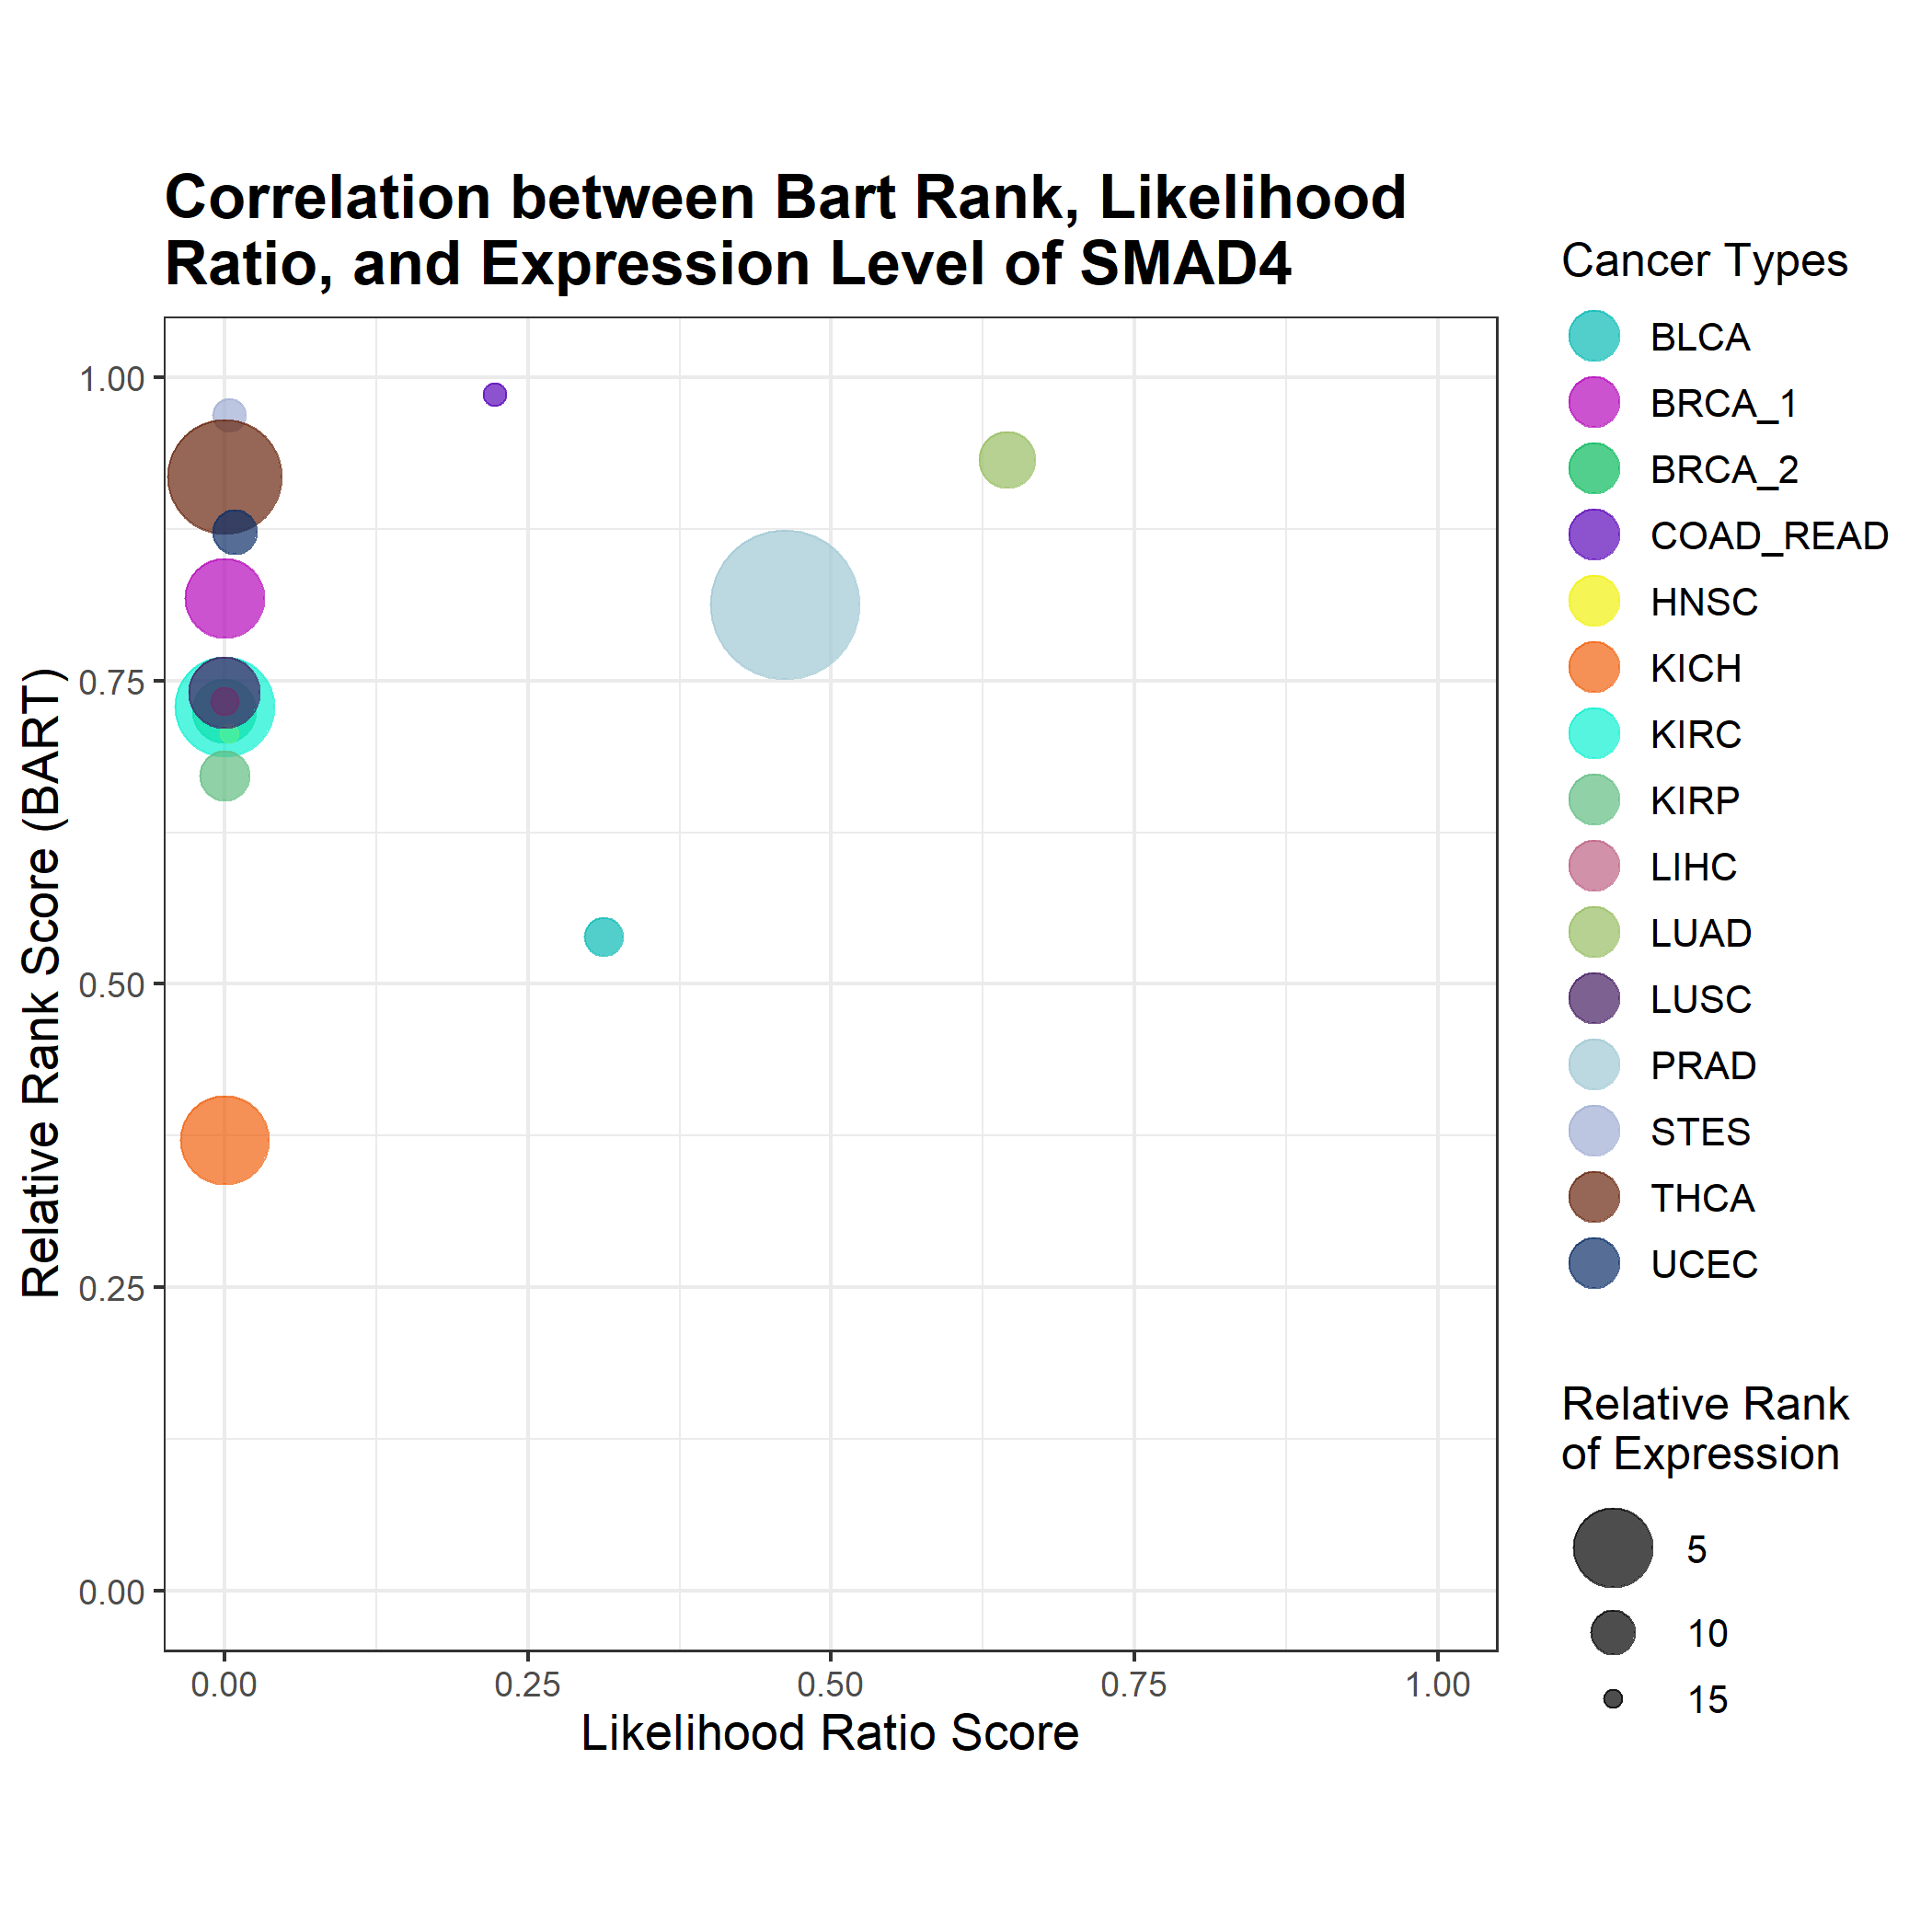 Correlation between Bart Rank, Likelihood
Ratio, and Expression Level of SMAD4
Relative Rank Score (BART)
1.00
0.75
0.50
0.25
0.00
0.00 0.25 0.50 0.75 1.00
Likelihood Ratio Score
Cancer Types
BLCA
BRCA_1
BRCA_2
COAD_READ
HNSC
KICH
KIRC
KIRP
LIHC
LUAD
LUSC
PRAD
STES
THCA
UCEC
Relative Rank
of Expression
5
10
15